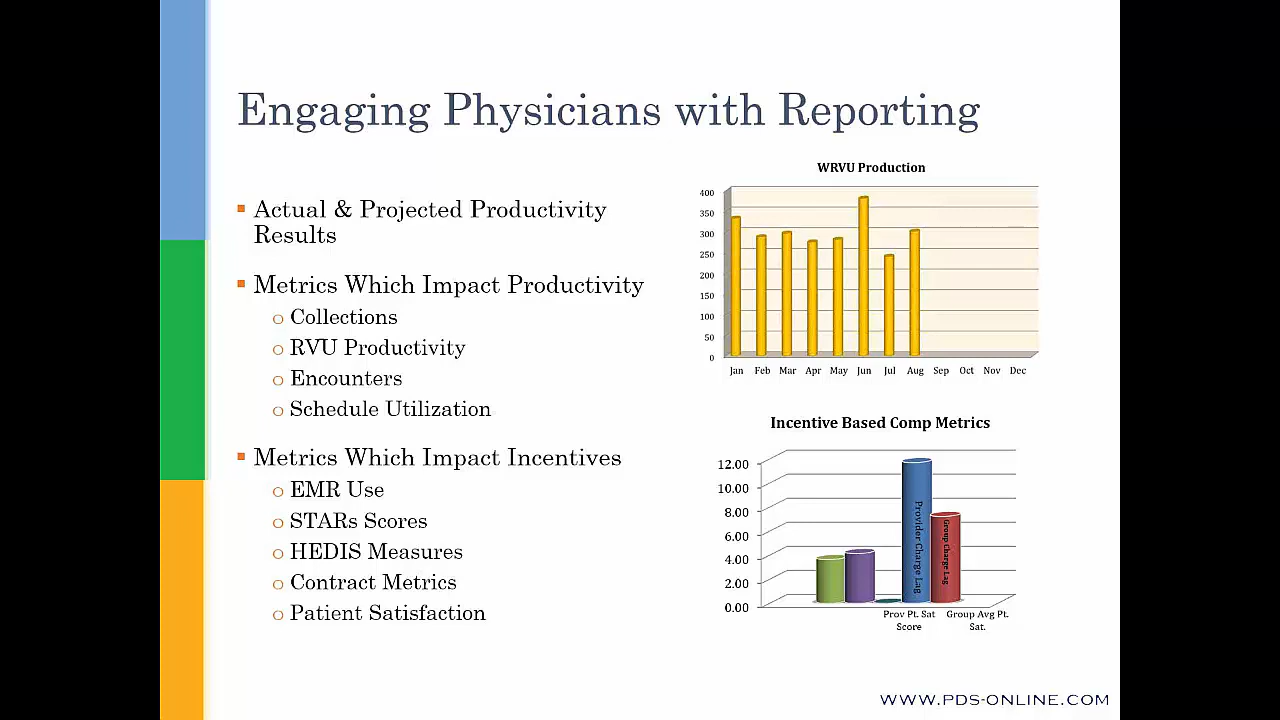 Engaging Physicians with Reporting
Actual & Projected Productivity
Results
Metrics Which Impact Productivity
Collections
RVU Productivity
Encounters
Schedule Utilization
Metrics Which Impact Incentives
EMR Use
STARs Scores
HEDIS Measures
Contract Metrics
Patient Satisfaction
WRVU Production
400
350
300
250
200
150
100
50
0
Jan Feb Mar Apr May Jun Jul Aug Sep Oct Nov Dec
Incentive Based Comp Metrics
12.00
10.00
8.00
6.00
4.00
2.00
0.00
Provider Charge Lag
Group Charge Lag
Prov Pt. Sat Group Avg Pt.
Score Sat.
WWW.PDS-ONLINE.COM